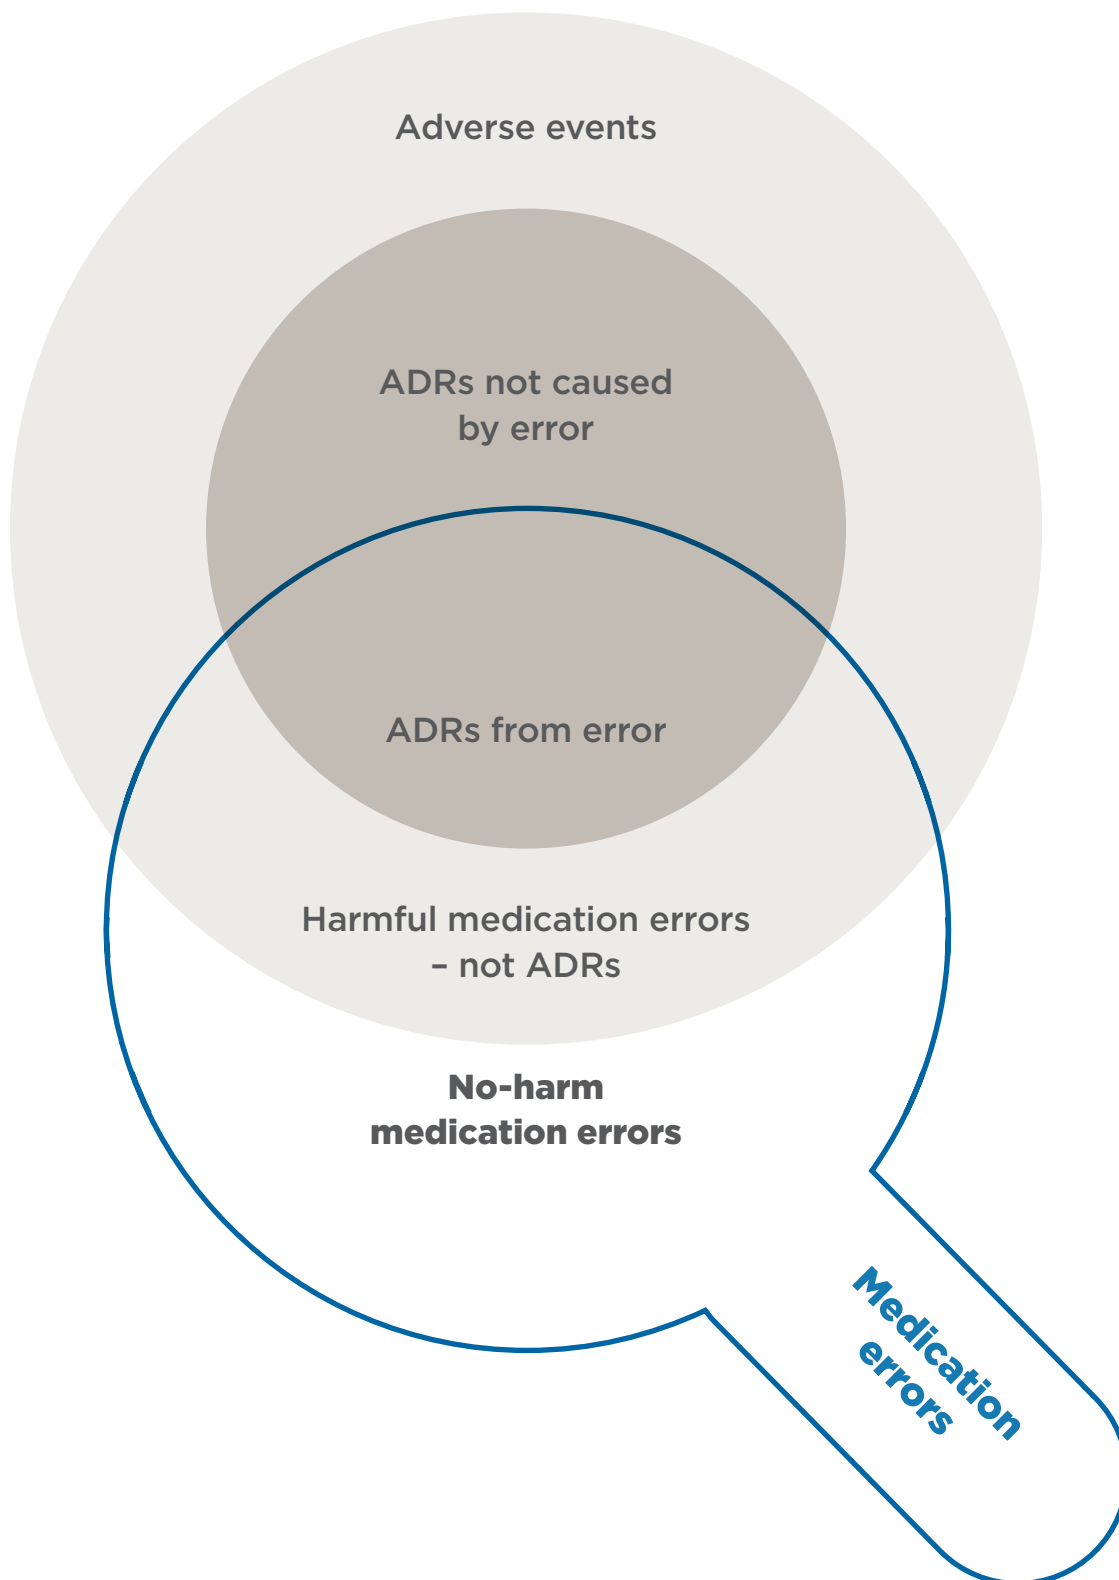 Adverse events
ADRs not caused
by error
ADRs from error
Harmful medication errors
– not ADRs
No-harm
medication errors
Medication
errors